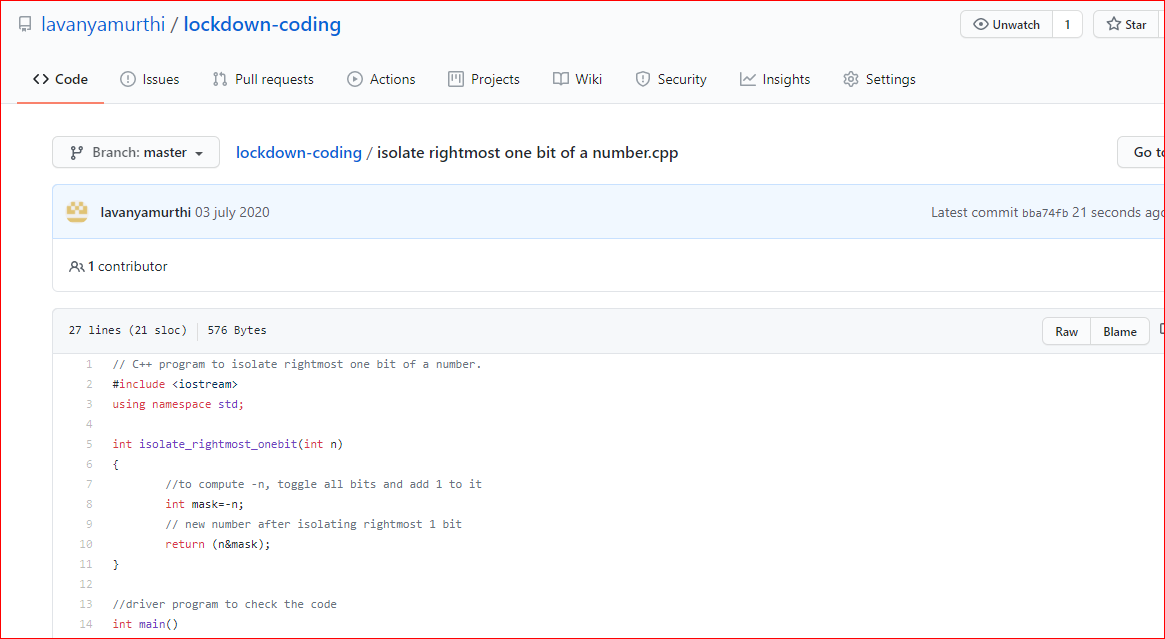 lavanyamurthi / lockdown-coding
Unwatch 1 Star
Code Issues Pull requests Actions Projects Wiki Security Insights Settings
Branch: master lockdown-coding / isolate rightmost one bit of a number.cpp Go to
lavanyamurthi 03 july 2020 Latest commit bba74fb 21 seconds ago
1 contributor
27 lines (21 sloc) 576 Bytes Raw Blame
1 // C++ program to isolate rightmost one bit of a number.
2 #include <iostream>
3 using namespace std;
4
5 int isolate_rightmost_onebit(int n)
6 {
7 //to compute -n, toggle all bits and add 1 to it
8 int mask=-n;
9 // new number after isolating rightmost 1 bit
10 return (n&mask);
11 }
12
13 //driver program to check the code
14 int main()